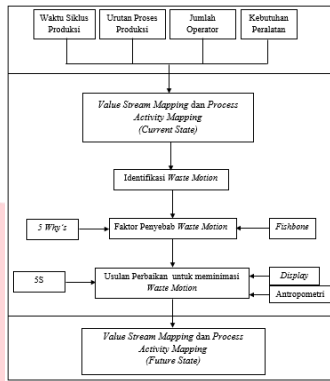 Waktu Siklus
Produksi
Urutan Proses
Produksi
Jumlah
Operator
Kebutuhan
Peralatan
Value Stream Mapping dan Process
Activity Mapping
(Current State)
Identifikasi Waste Motion
5 Why's
Faktor Penyebab Waste Motion
Fishbone
5S
Usulan Perbaikan untuk meminimasi
Waste Motion
Display
Antropometri
Value Stream Mapping dan Process
Activity Mapping
(Future State)